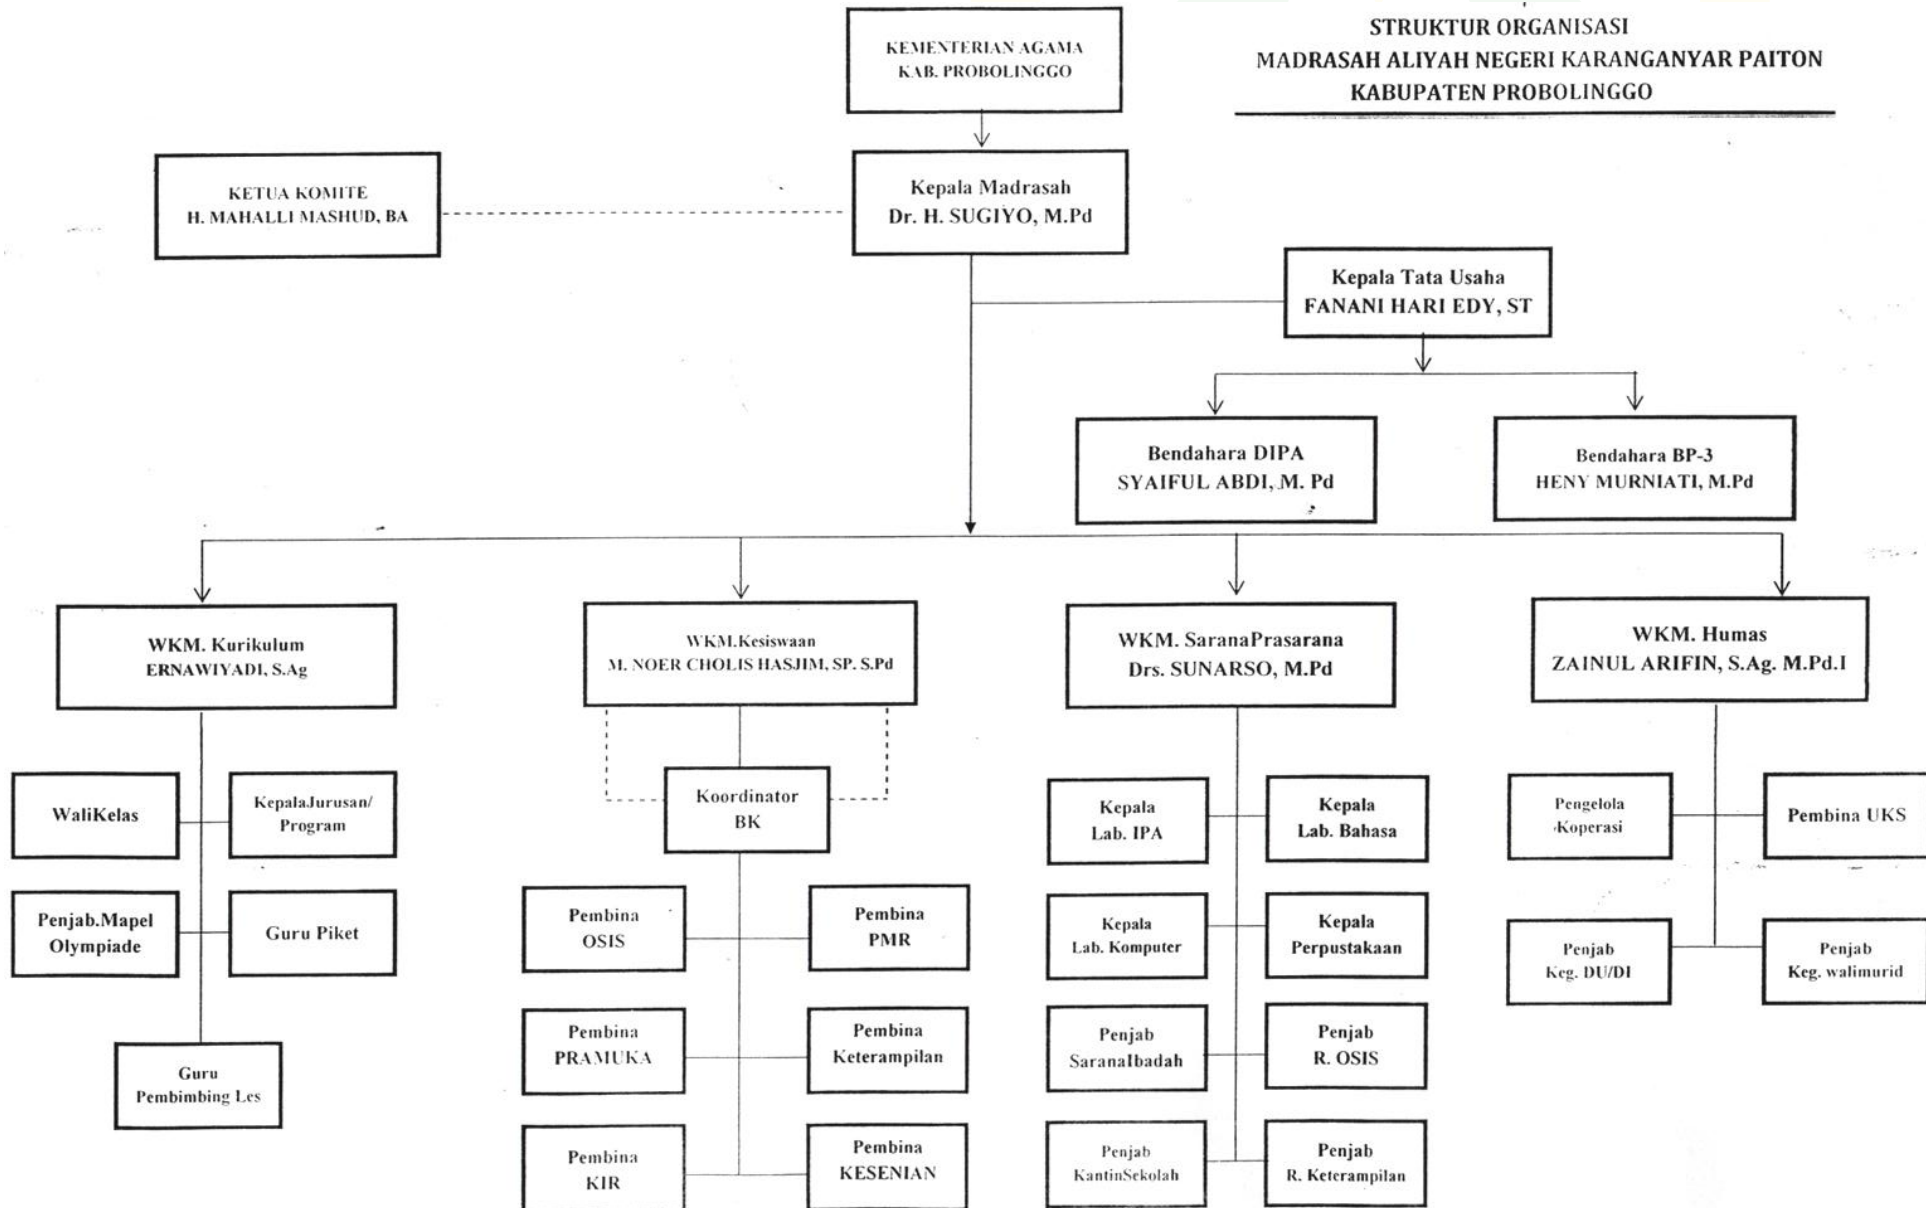 STRUKTUR ORGANISASI
MADRASAH ALIYAH NEGERI KARANGANYAR PAITON
KABUPATEN PROBOLINGGO
KEMENTERIAN AGAMA
KAB. PROBOLINGGO
KETUA KOMITE
H. MAHALLI MASHUD, BA
Kepala Madrasah
Dr. H. SUGIYO, M.Pd
Kepala Tata Usaha
FANANI HARI EDY, ST
Bendahara DIPA
SYAIFUL ABDI, M. Pd
Bendahara BP-3
HENY MURNIATI, M.Pd
WKM. Kurikulum
ERNAWIYADI, S.Ag
WKM.Kesiswaan
M. NOER CHOLIS HASJIM, SP. S.Pd
WKM. SaranaPrasarana
Drs. SUNARSO, M.Pd
WKM. Humas
ZAINUL ARIFIN, S.Ag. M.Pd.I
WaliKelas
KepalaJurusan/
Program
Penjab.Mapel
Olympiade
Guru Piket
Guru
Pembimbing Les
Koordinator
BK
Pembina
OSIS
Pembina
PMR
Pembina
PRAMUKA
Pembina
Keterampilan
Pembina
KIR
Pembina
KESENIAN
Kepala
Lab. IPA
Kepala
Lab. Bahasa
Kepala
Lab. Komputer
Kepala
Perpustakaan
Penjab
SaranaIbadah
Penjab
R. OSIS
Penjab
KantinSekolah
Penjab
R. Keterampilan
Pengelola
Koperasi
Pembina UKS
Penjab
Keg. DU/DI
Penjab
Keg. walimurid